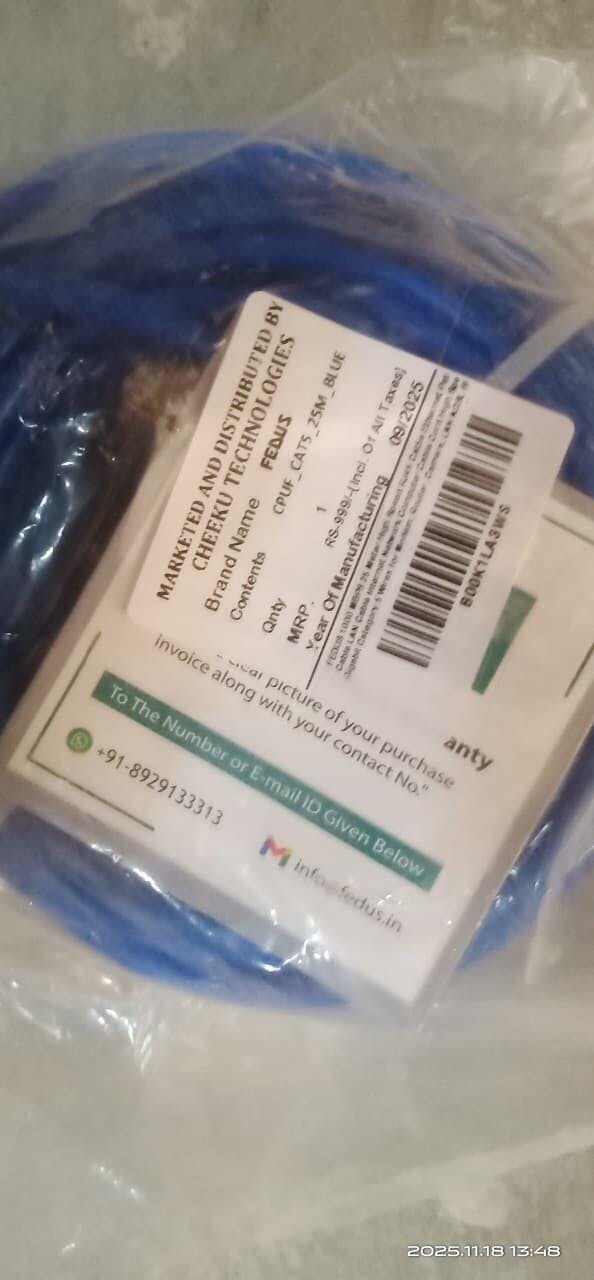 MARKETED AND DISTRIBUTED BY
CHEEKU TECHNOLOGIES
Brand Name FEDUS
Contents CPUF_CAT5_25M_BLUE
Qnty 1
MRP. RS-999/-(Incl. Of All Taxes)
Year Of Manufacturing 09/2025
B00K1LA3WS
picture of your purchase
invoice along with your contact No."
anty
To The Number or E-mail ID Given Below
+91-8929133313
info@fedus.in
2025.11.18 13:48